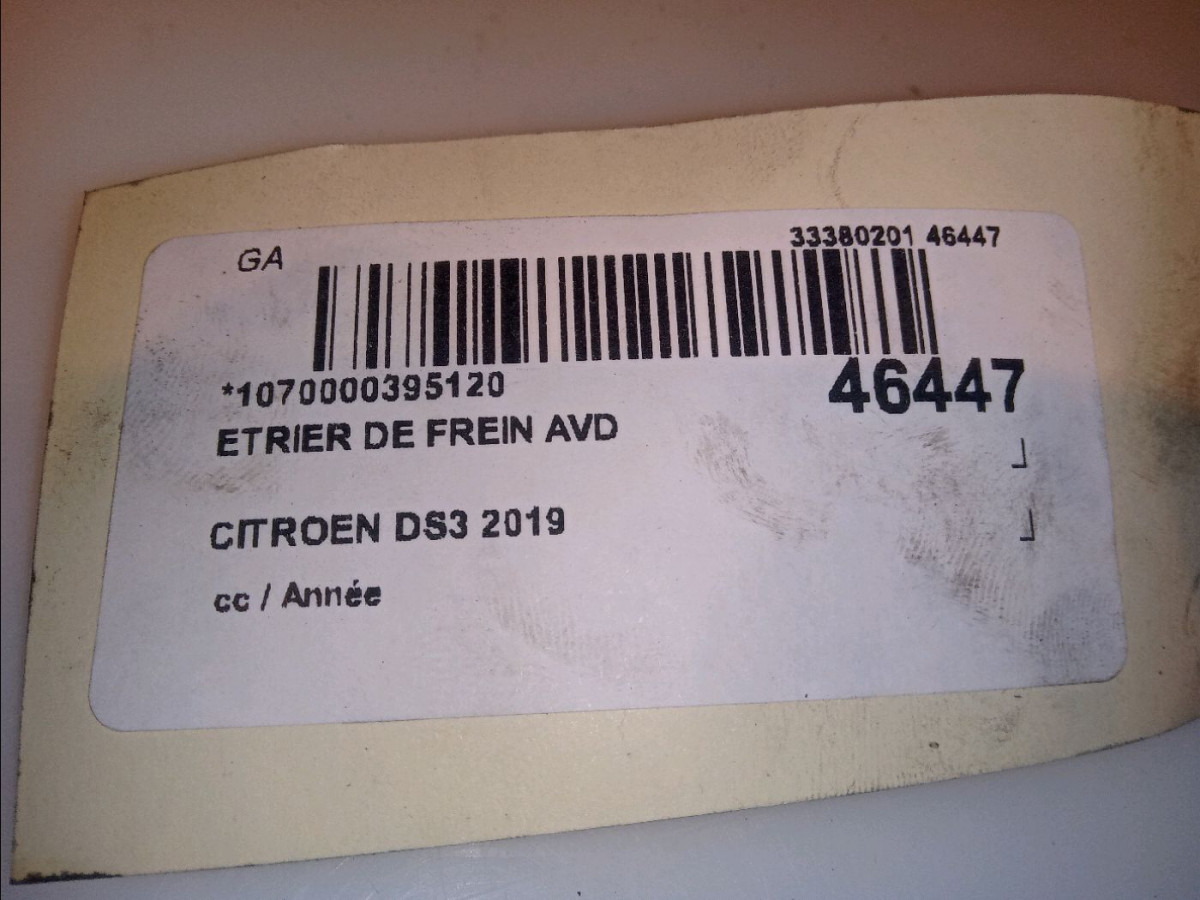 GA
33380201 46447
*1070000395120
46447
ETRIER DE FREIN AVD
CITROEN DS3 2019
cc / Année